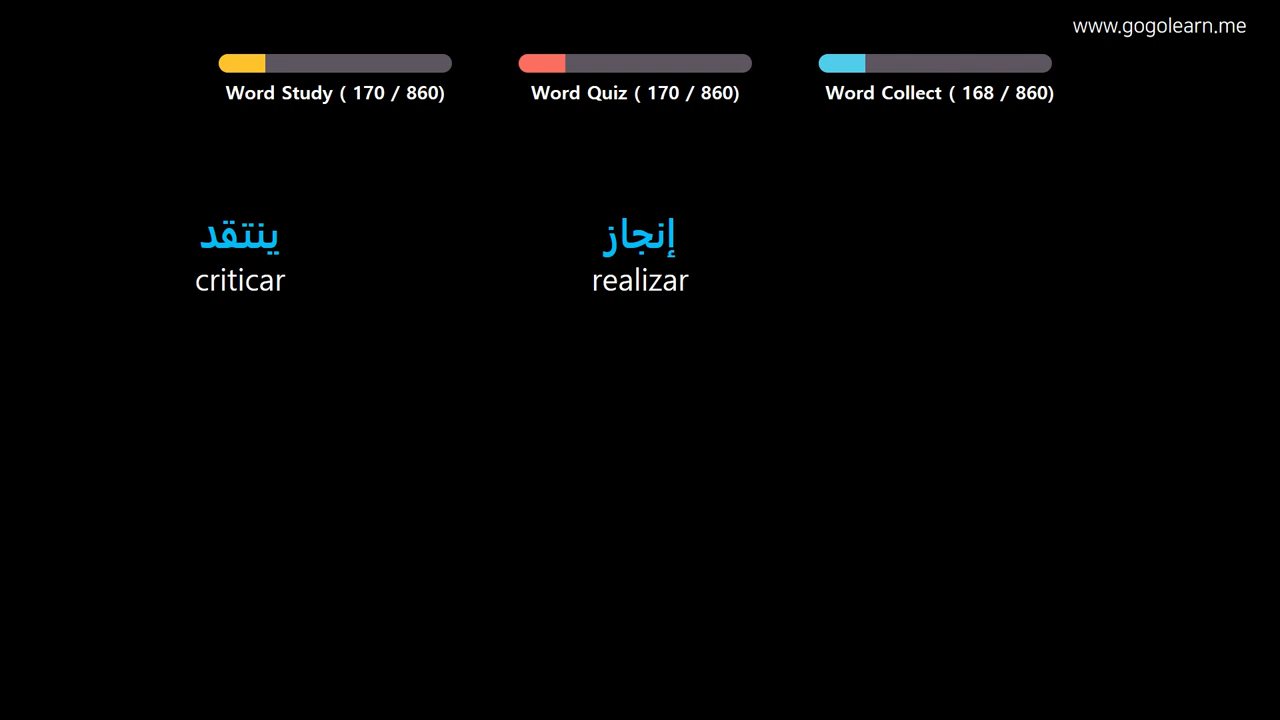 www.gogolearn.me
Word Study ( 170 / 860)
Word Quiz ( 170 / 860)
Word Collect ( 168 / 860)
ينتقد
criticar
إنجاز
realizar